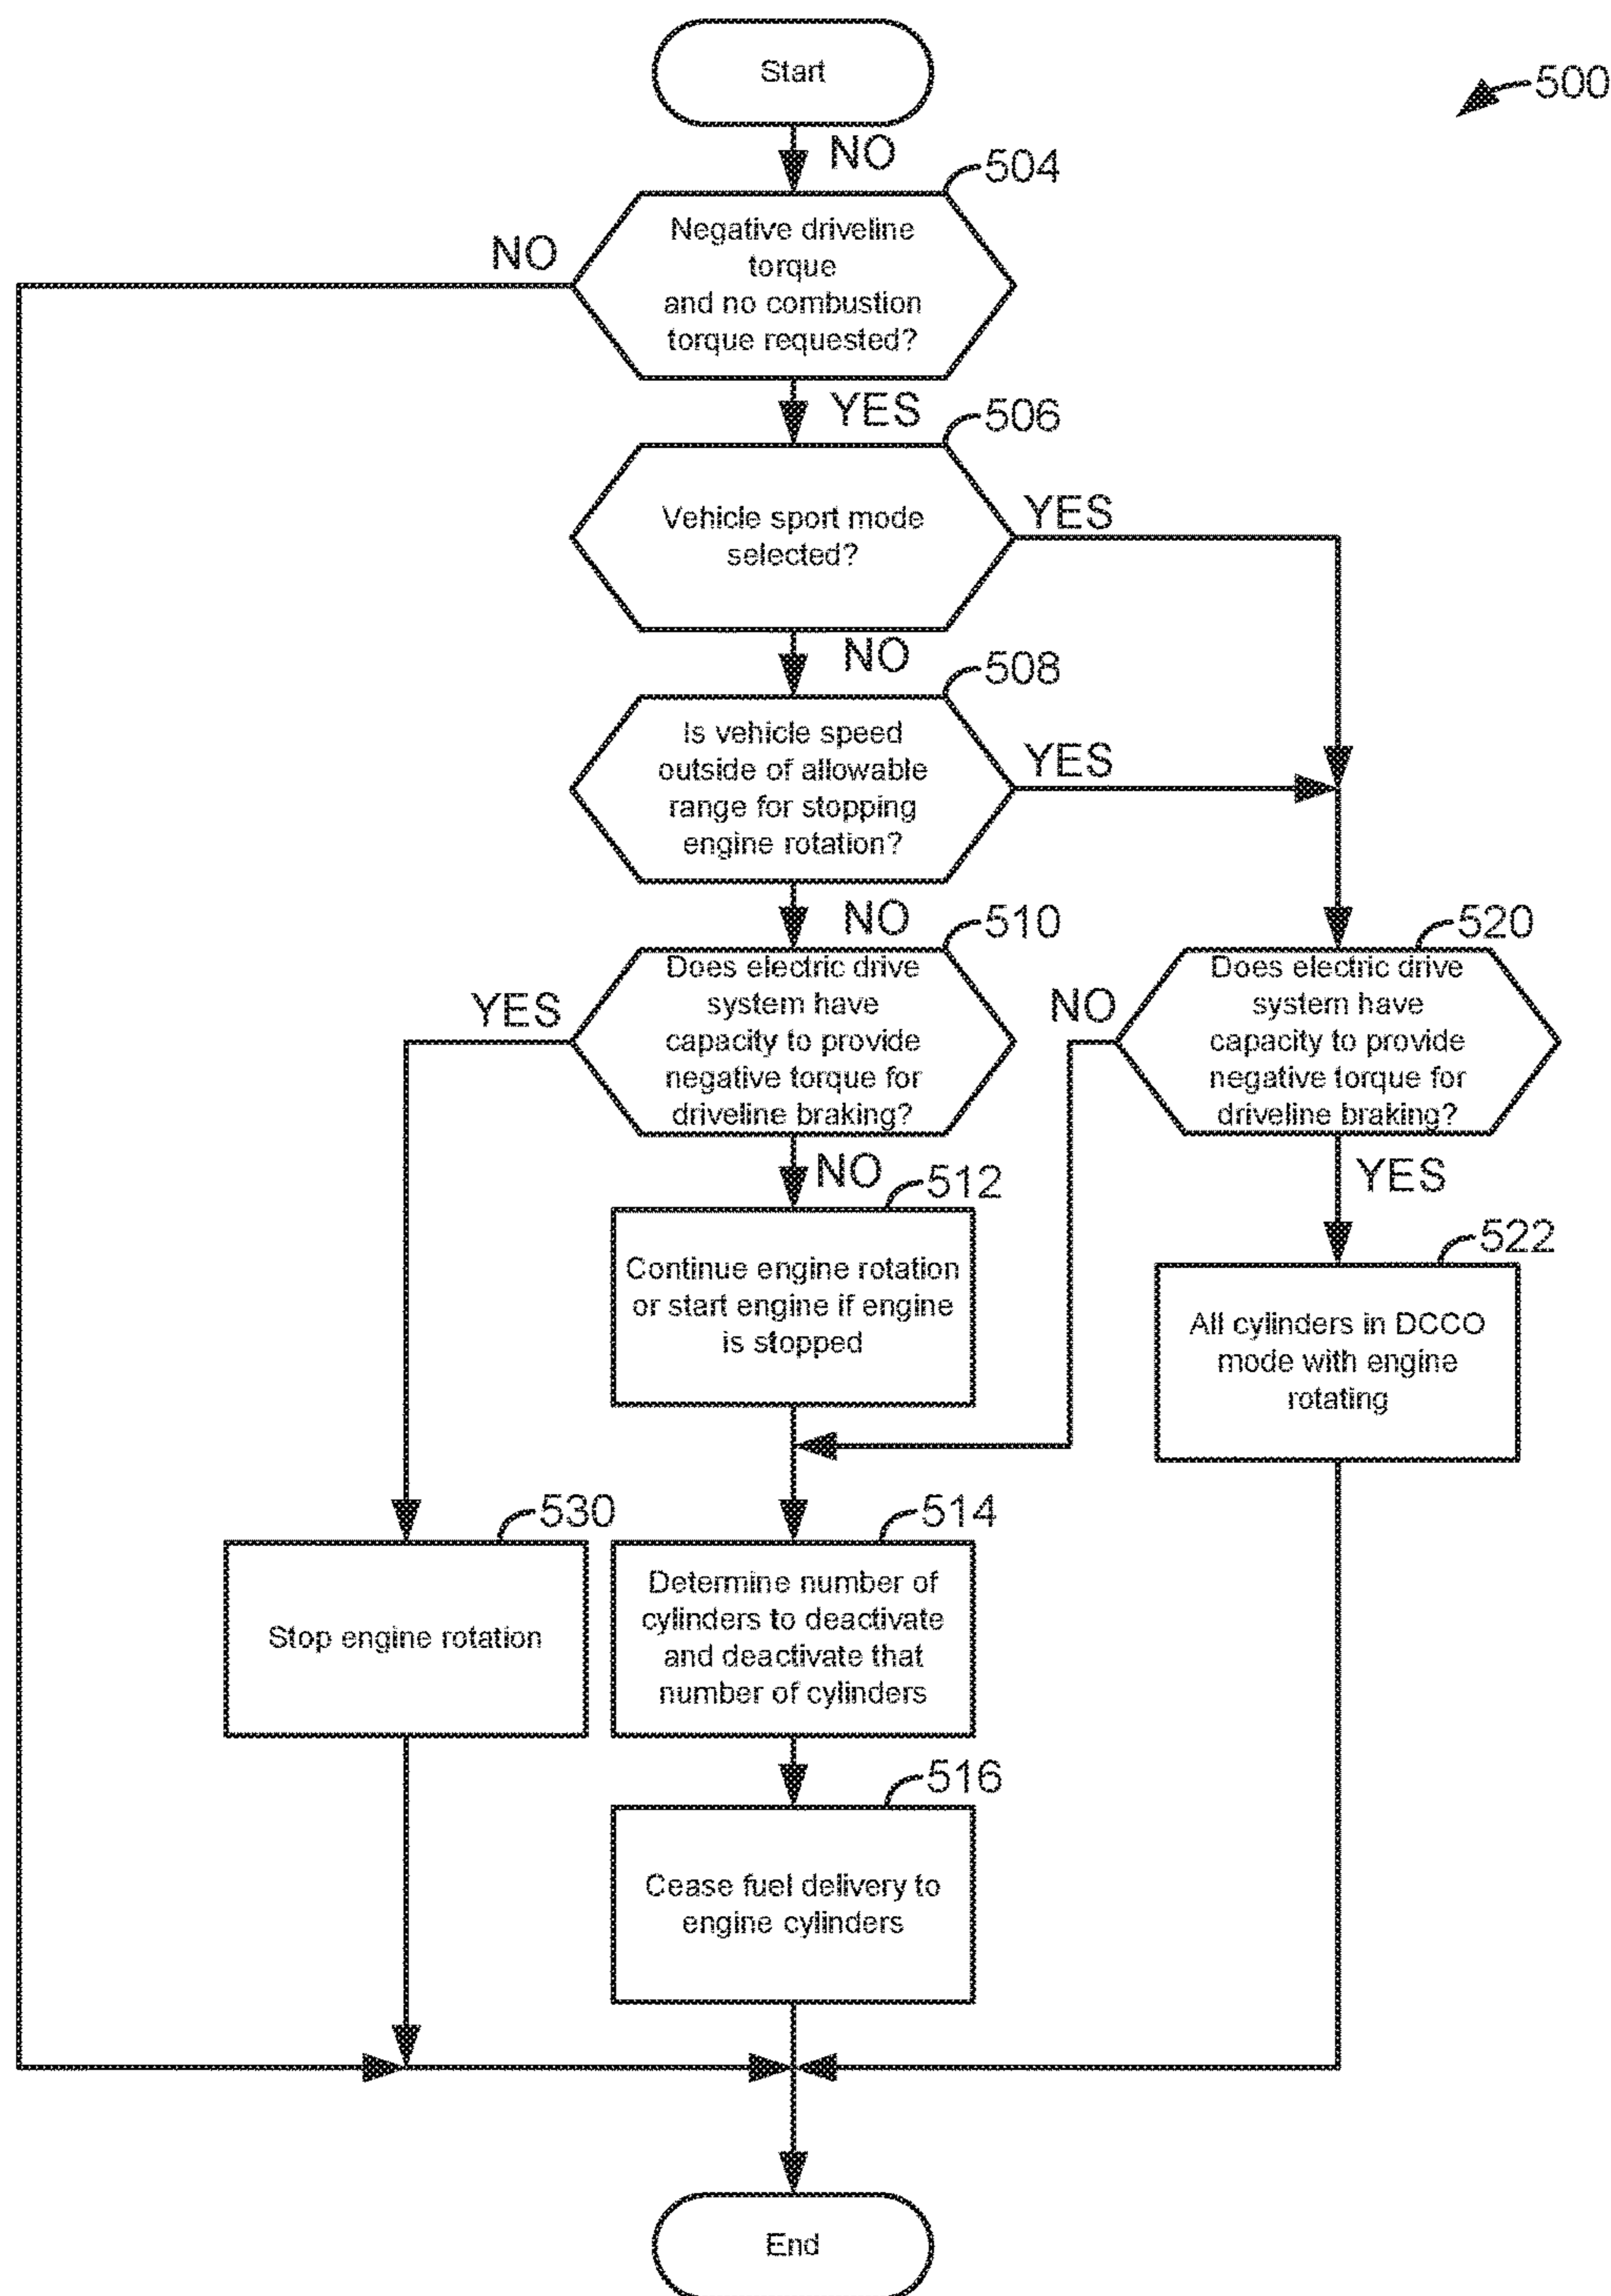 Start
500
NO
504
Negative driveline
torque
and no combustion
torque requested?
NO
YES
506
Vehicle sport mode
selected?
YES
NO
508
Is vehicle speed
outside of allowable
range for stopping
engine rotation?
YES
NO
510
Does electric drive
system have
capacity to provide
negative torque for
driveline braking?
YES
520
Does electric drive
system have
capacity to provide
negative torque for
driveline braking?
NO
NO
512
Continue engine rotation
or start engine if engine
is stopped
YES
522
All cylinders in DCCO
mode with engine
rotating
530
Stop engine rotation
514
Determine number of
cylinders to deactivate
and deactivate that
number of cylinders
516
Cease fuel delivery to
engine cylinders
End